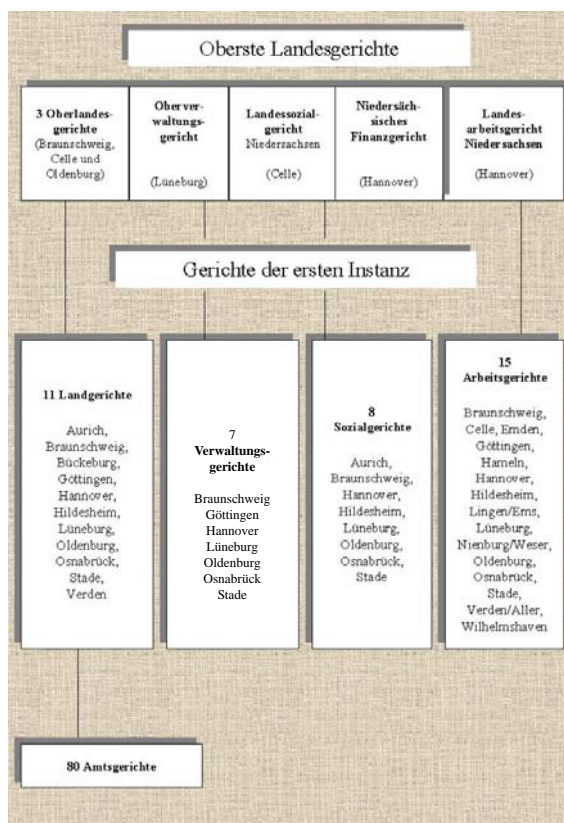 Oberste Landesgerichte
3 Oberlandes-
gerichte
(Braunschweig,
Celle und
Oldenburg)
Oberver-
waltungs-
gericht
(Lüneburg)
Landessozial-
gericht
Niedersachsen
(Celle)
Niedersäch-
sisches
Finanzgericht
(Hannover)
Landes-
arbeitsgericht
Niedersachsen
(Hannover)
Gerichte der ersten Instanz
11 Landgerichte
Aurich,
Braunschweig,
Bückeburg,
Göttingen,
Hannover,
Hildesheim,
Lüneburg,
Oldenburg,
Osnabrück,
Stade,
Verden
7
Verwaltungs-
gerichte
Braunschweig
Göttingen
Hannover
Lüneburg
Oldenburg
Osnabrück
Stade
8
Sozialgerichte
Aurich,
Braunschweig,
Hannover,
Hildesheim,
Lüneburg,
Oldenburg,
Osnabrück,
Stade
15
Arbeitsgerichte
Braunschweig,
Celle, Emden,
Göttingen,
Hameln,
Hannover,
Hildesheim,
Lingen/Ems,
Lüneburg,
Nienburg/Weser,
Oldenburg,
Osnabrück,
Stade,
Verden/Aller,
Wilhelmshaven
80 Amtsgerichte